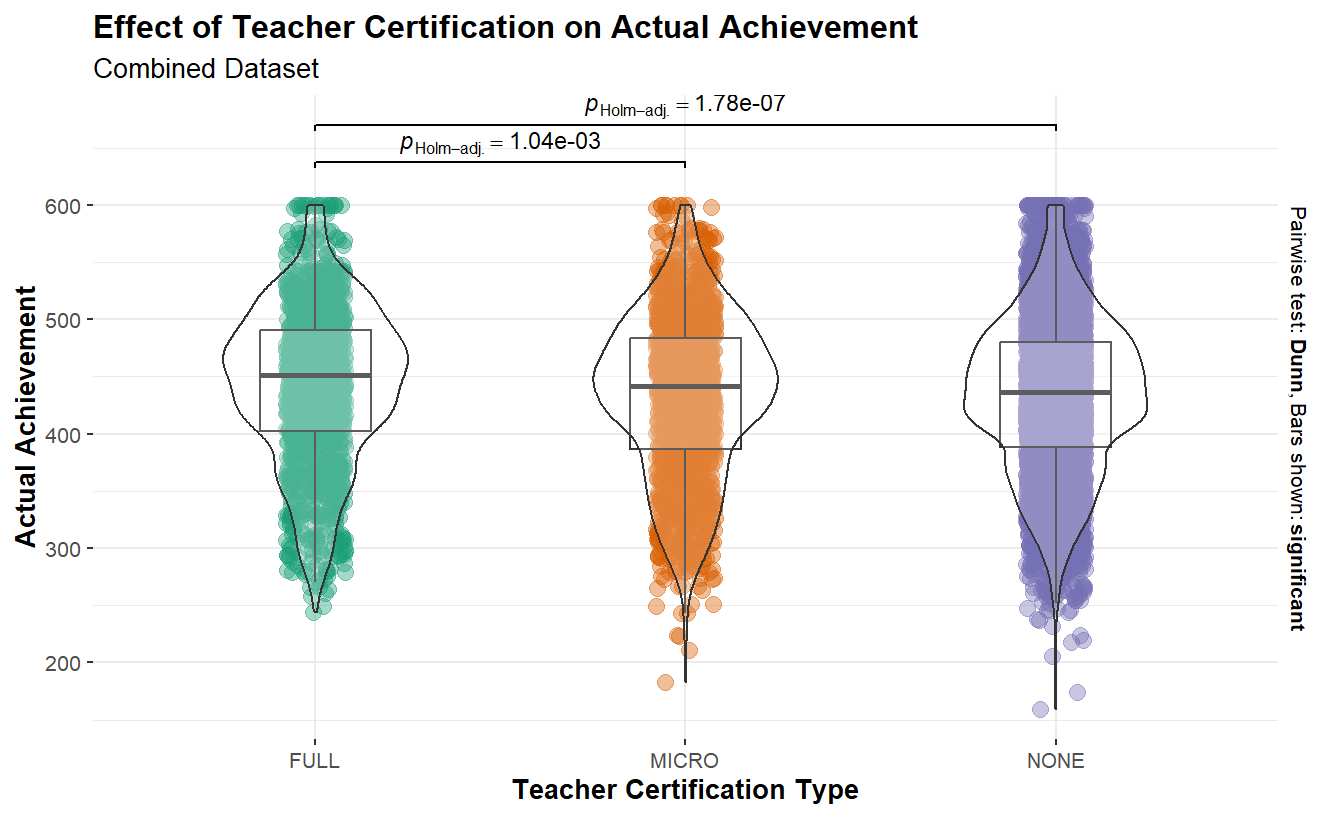 Effect of Teacher Certification on Actual Achievement
Combined Dataset
pHolm–adj. = 1.78e-07
pHolm–adj. = 1.04e-03
600
500
400
300
200
Actual Achievement
FULL
MICRO
NONE
Teacher Certification Type
Pairwise test: Dunn, Bars shown: significant